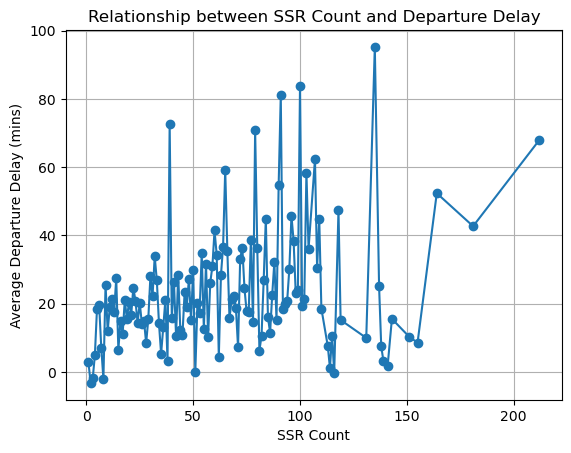 Relationship between SSR Count and Departure Delay
100
80
60
40
20
0
Average Departure Delay (mins)
0 50 100 150 200
SSR Count